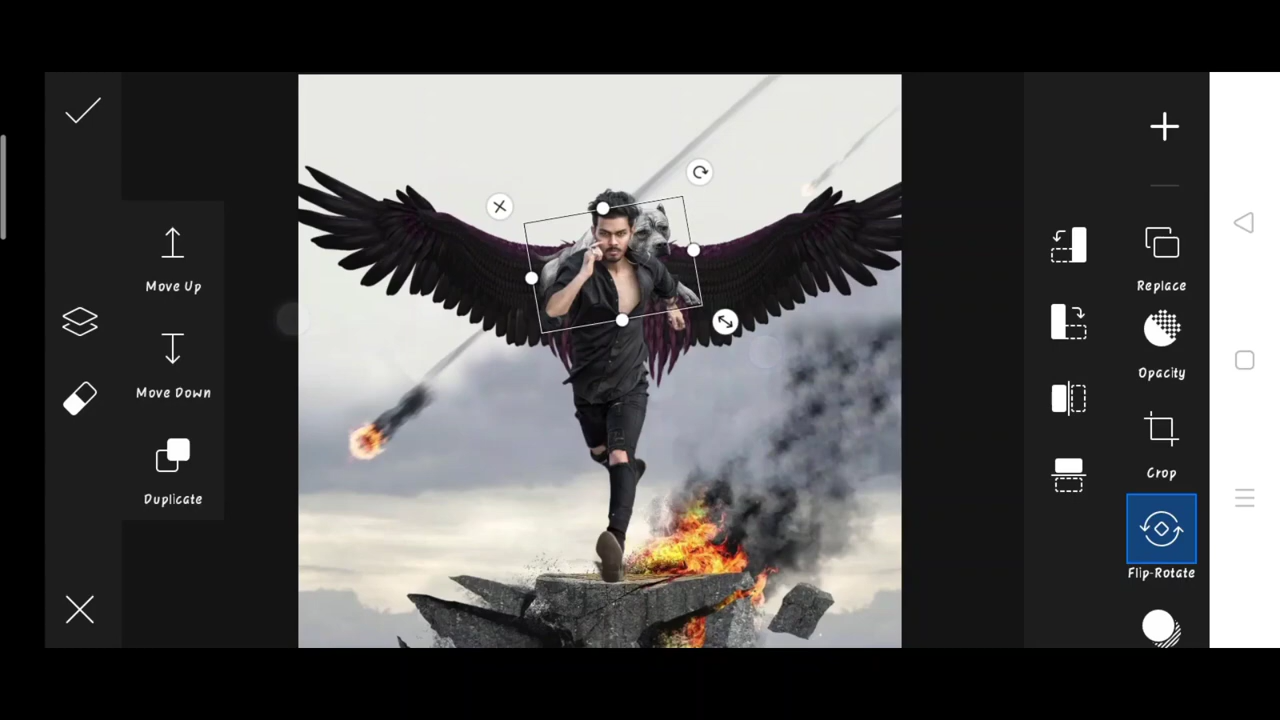 Move Up
Move Down
Duplicate
Replace
Opacity
Crop
Flip-Rotate